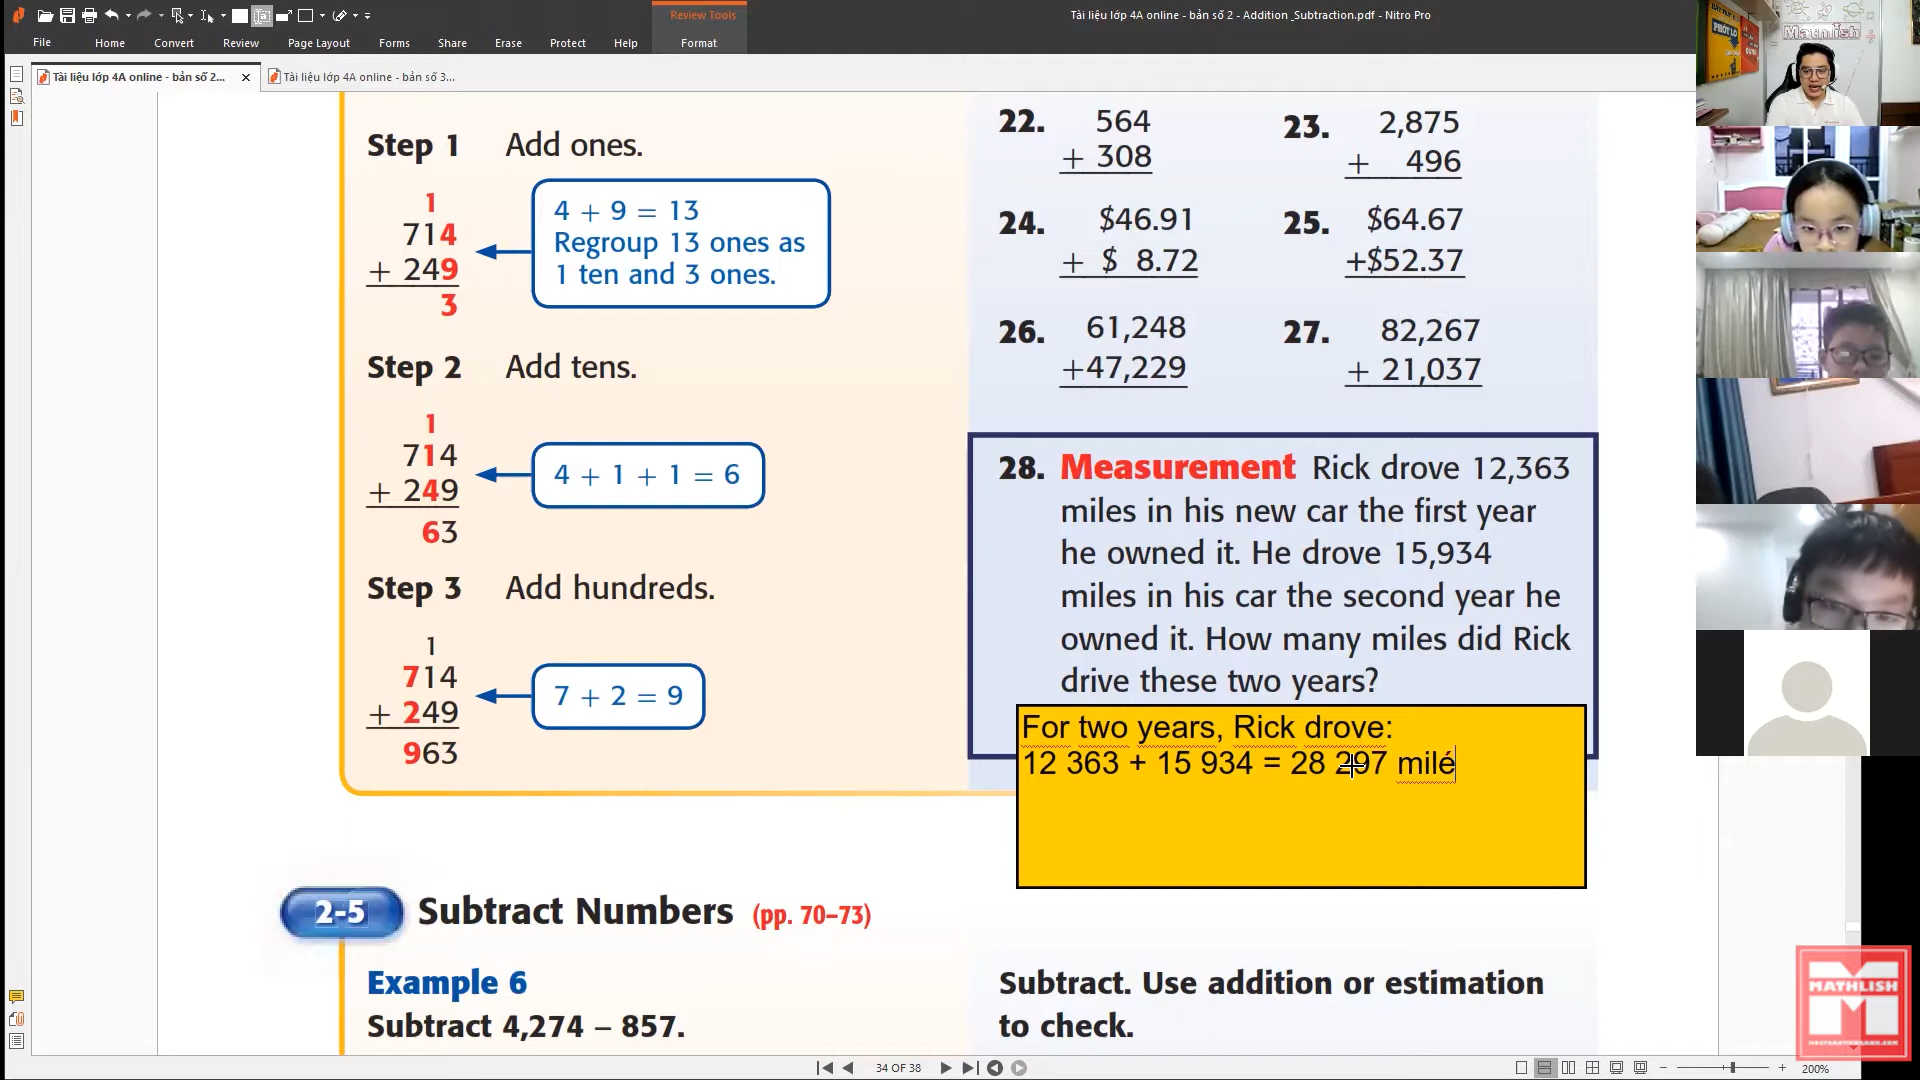 Review Tools
Tài liệu lớp 4A online - bản số 2 - Addition _Subtraction.pdf - Nitro Pro
File Home Convert Review Page Layout Forms Share Erase Protect Help Format
Tài liệu lớp 4A online - bản số 2... × Tài liệu lớp 4A online - bản số 3...
Step 1 Add ones.
1
714
+ 249
3
4 + 9 = 13
Regroup 13 ones as
1 ten and 3 ones.
Step 2 Add tens.
1
714
+ 249
63
4 + 1 + 1 = 6
Step 3 Add hundreds.
1
714
+ 249
963
7 + 2 = 9
22. 564
+ 308
23. 2,875
+ 496
24. $46.91
+ $ 8.72
25. $64.67
+$52.37
26. 61,248
+47,229
27. 82,267
+ 21,037
28. Measurement Rick drove 12,363
miles in his new car the first year
he owned it. He drove 15,934
miles in his car the second year he
owned it. How many miles did Rick
drive these two years?
For two years, Rick drove:
12 363 + 15 934 = 28 297 milé
2-5 Subtract Numbers (pp. 70–73)
Example 6
Subtract 4,274 – 857.
Subtract. Use addition or estimation
to check.
34 OF 38
200%
Mathlish
MATHLISH